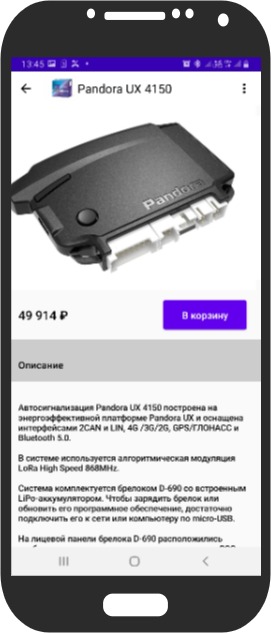 13:45
Pandora UX 4150
Pandora
49 914 ₽
В корзину
Описание
Автосигнализация Pandora UX 4150 построена на
энергоэффективной платформе Pandora UX и оснащена
интерфейсами 2CAN и LIN, 4G /3G/2G, GPS/ГЛОНАСС и
Bluetooth 5.0.
В системе используется алгоритмическая модуляция
LoRa High Speed 868MHz.
Система комплектуется брелоком D-690 со встроенным
LiPo-аккумулятором. Чтобы зарядить брелок или
обновить его программное обеспечение, достаточно
подключить его к сети или компьютеру по micro-USB.
На лицевой панели брелока D-690 расположились